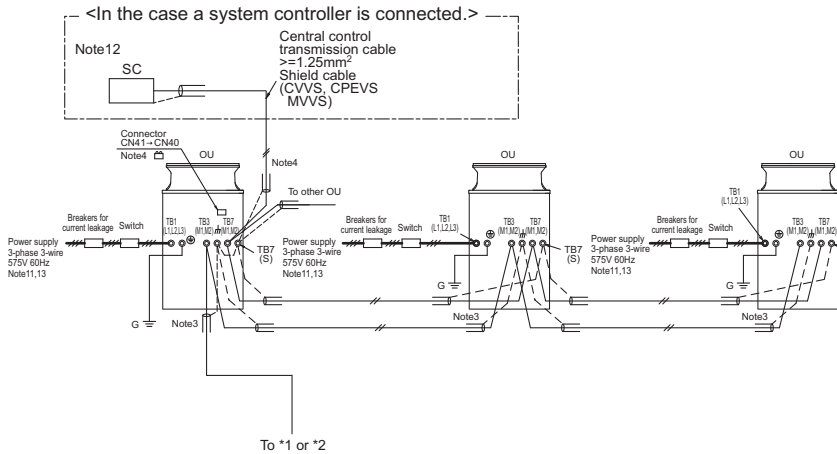 <In the case a system controller is connected.>
Note12
SC
Central control
transmission cable
>=1.25mm2
Shield cable
(CVVS, CPEVS
MVVS)
Connector
CN41→CN40
Note4
OU
Note4
To other OU
Breakers for
current leakage
Switch
TB1
(L1,L2,L3)
TB3
(M1,M2)
TB7
(M1,M2)
TB7
(S)
Power supply
3-phase 3-wire
575V 60Hz
Note11,13
G
Note3
OU
Breakers for
current leakage
Switch
TB1
(L1,L2,L3)
TB3
(M1,M2)
TB7
(M1,M2)
TB7
(S)
Power supply
3-phase 3-wire
575V 60Hz
Note11,13
G
Note3
OU
TB1
(L1,L2,L3)
Breakers for
current leakage
Switch
TB3
(M1,M2)
TB7
(M1,M2)
Power supply
3-phase 3-wire
575V 60Hz
Note11,13
G
Note3
To *1 or *2